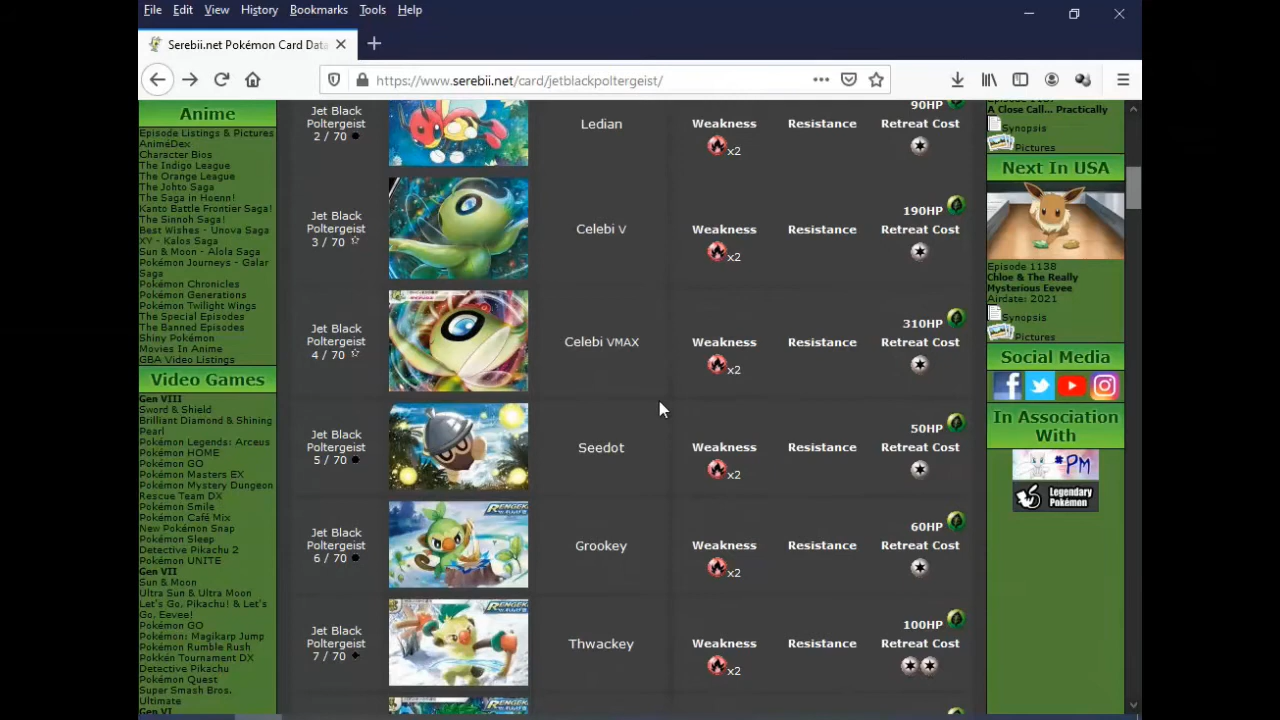 File Edit View History Bookmarks Tools Help
Serebii.net Pokémon Card Data
https://www.serebii.net/card/jetblackpoltergeist/
Anime
Episode Listings & Pictures
AniméDex
Character Bios
The Indigo League
The Orange League
The Johto Saga
The Saga in Hoenn!
Kanto Battle Frontier Saga!
The Sinnoh Saga!
Best Wishes - Unova Saga
XY - Kalos Saga
Sun & Moon - Alola Saga
Pokémon Journeys - Galar
Saga
Pokémon Chronicles
Pokémon Generations
Pokémon Twilight Wings
The Special Episodes
The Banned Episodes
Shiny Pokémon
Movies In Anime
GBA Video Listings
Video Games
Gen VIII
Sword & Shield
Brilliant Diamond & Shining
Pearl
Pokémon Legends: Arceus
Pokémon HOME
Pokémon GO
Pokémon Masters EX
Pokémon Mystery Dungeon
Rescue Team DX
Pokémon Smile
Pokémon Café Mix
New Pokémon Snap
Pokémon Sleep
Detective Pikachu 2
Pokémon UNITE
Gen VII
Sun & Moon
Ultra Sun & Ultra Moon
Let's Go, Pikachu! & Let's
Go, Eevee!
Pokémon GO
Pokémon: Magikarp Jump
Pokémon Rumble Rush
Pokkén Tournament DX
Detective Pikachu
Pokémon Quest
Super Smash Bros.
Ultimate
Gen VI
Jet Black
Poltergeist
2 / 70
Ledian
90HP
Weakness Resistance Retreat Cost
x2
Jet Black
Poltergeist
3 / 70
Celebi V
190HP
Weakness Resistance Retreat Cost
x2
Jet Black
Poltergeist
4 / 70
Celebi VMAX
310HP
Weakness Resistance Retreat Cost
x2
Jet Black
Poltergeist
5 / 70
Seedot
50HP
Weakness Resistance Retreat Cost
x2
Jet Black
Poltergeist
6 / 70
Grookey
60HP
Weakness Resistance Retreat Cost
x2
Jet Black
Poltergeist
7 / 70
Thwackey
100HP
Weakness Resistance Retreat Cost
x2
A Close Call... Practically
Synopsis
Pictures
Next In USA
Episode 1138
Chloe & The Really
Mysterious Eevee
Airdate: 2021
Synopsis
Pictures
Social Media
In Association
With
#PM
Legendary
Pokémon